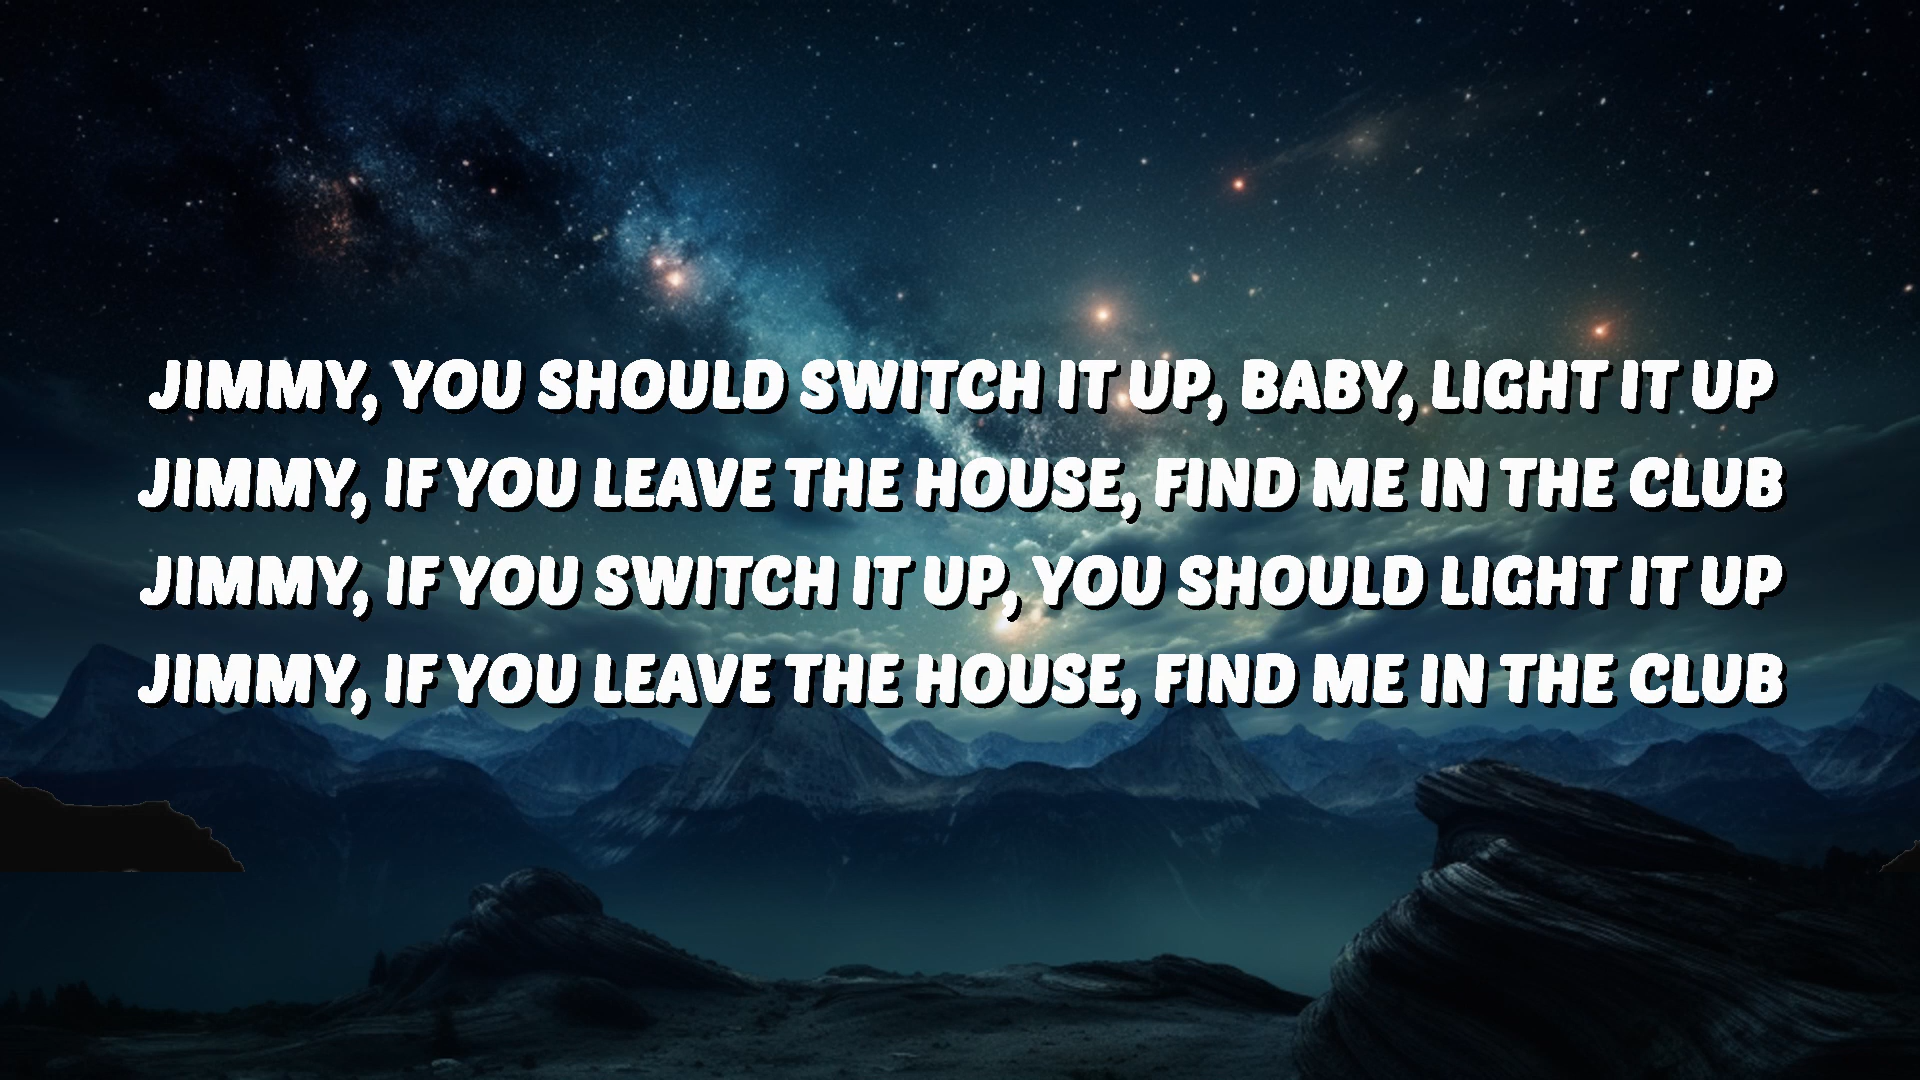 JIMMY, YOU SHOULD SWITCH IT UP, BABY, LIGHT IT UP
JIMMY, IF YOU LEAVE THE HOUSE, FIND ME IN THE CLUB
JIMMY, IF YOU SWITCH IT UP, YOU SHOULD LIGHT IT UP
JIMMY, IF YOU LEAVE THE HOUSE, FIND ME IN THE CLUB